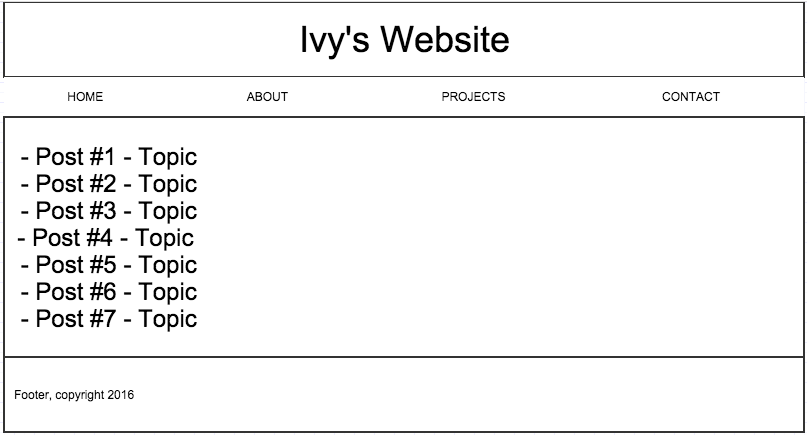 Ivy's Website
HOME ABOUT PROJECTS CONTACT
- Post #1 - Topic
- Post #2 - Topic
- Post #3 - Topic
- Post #4 - Topic
- Post #5 - Topic
- Post #6 - Topic
- Post #7 - Topic
Footer, copyright 2016